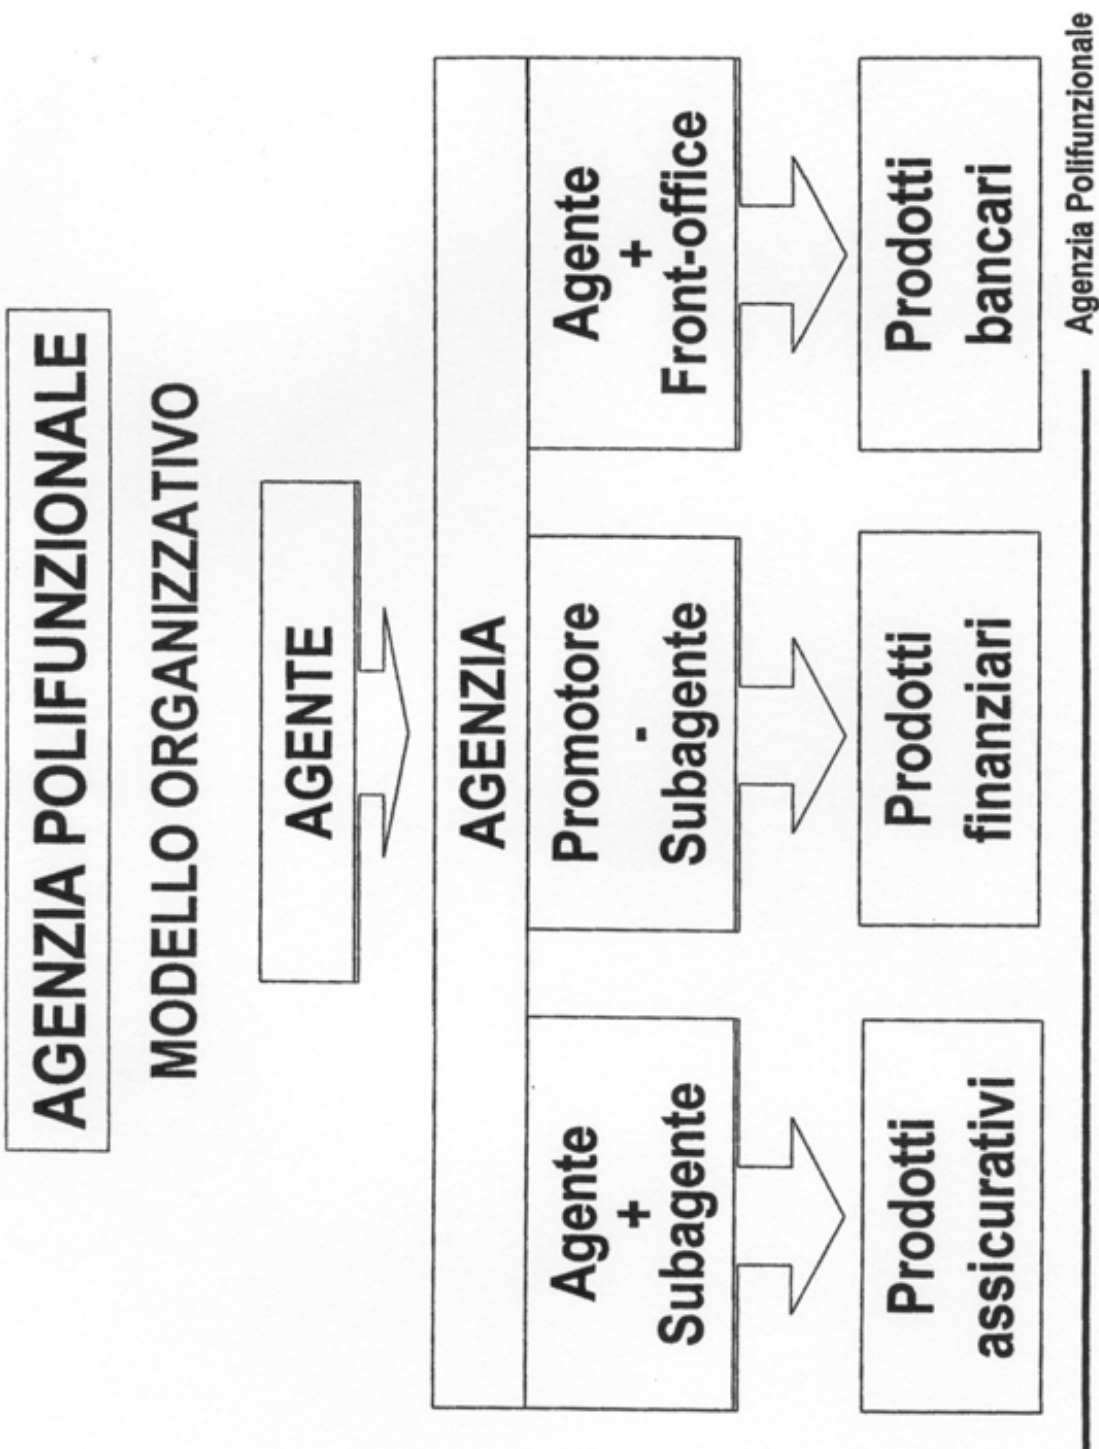 AGENZIA POLIFUNZIONALE
MODELLO ORGANIZZATIVO
AGENTE
AGENZIA
Agente
+
Subagente
Promotore
-
Subagente
Agente
+
Front-office
Prodotti
assicurativi
Prodotti
finanziari
Prodotti
bancari
Agenzia Polifunzionale